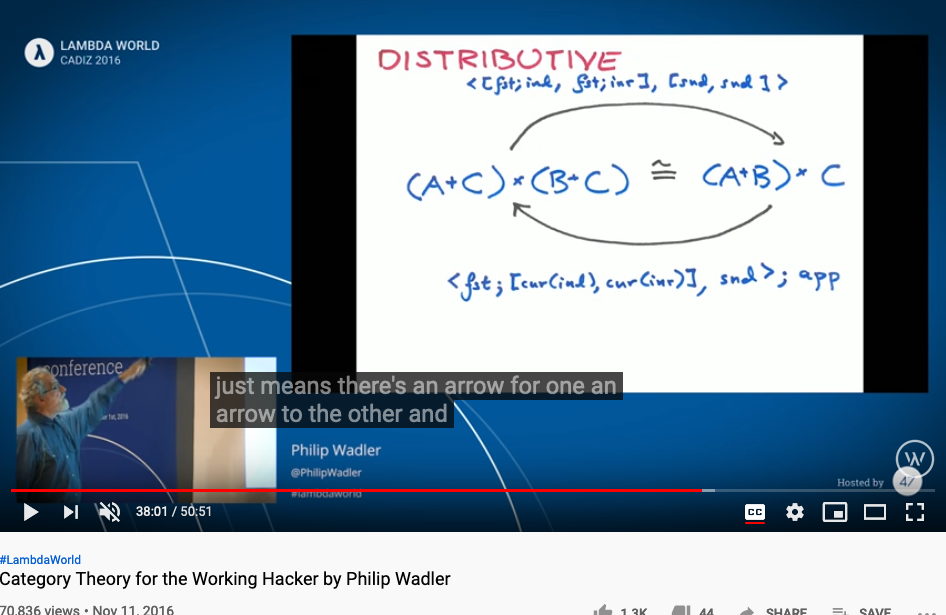 LAMBDA WORLD
CADIZ 2016
DISTRIBUTIVE
<[fst;inl, fst;inr], [snd, snd]>
(A+C)×(B+C) ≅ (A+B)×C
<fst; [cur(inl), cur(inr)], snd>; app
conference
just means there's an arrow for one an
arrow to the other and
Philip Wadler
@PhilipWadler
#lambdaworld
Hosted by 47
38:01 / 50:51
CC
#LambdaWorld
Category Theory for the Working Hacker by Philip Wadler
70,836 views • Nov 11, 2016
1.3K 44 SHARE SAVE